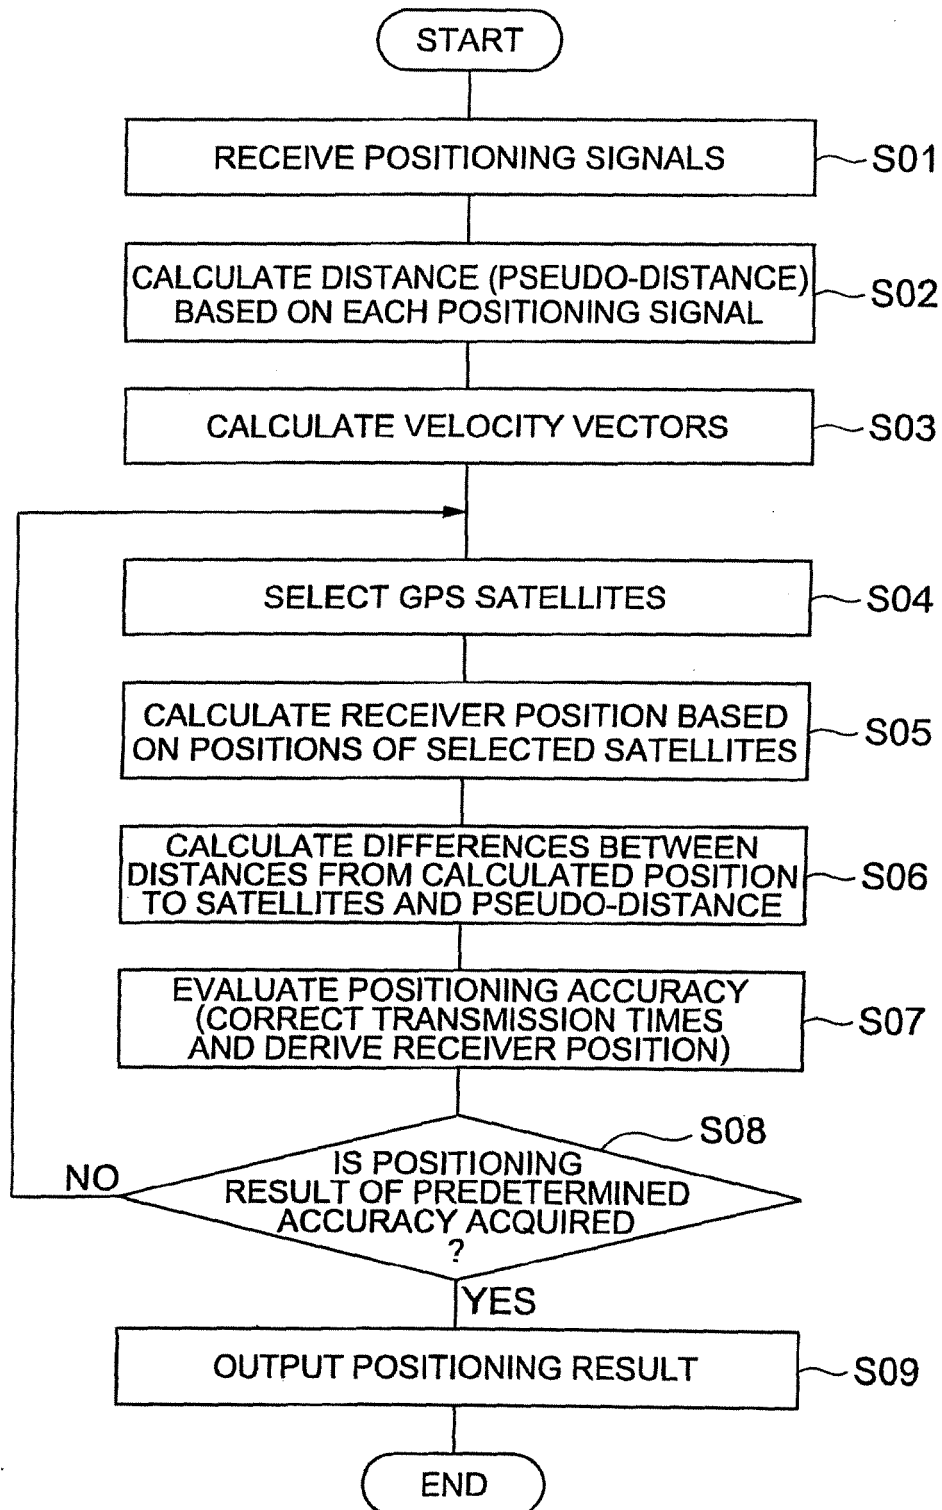 START
RECEIVE POSITIONING SIGNALS
S01
CALCULATE DISTANCE (PSEUDO-DISTANCE)
BASED ON EACH POSITIONING SIGNAL
S02
CALCULATE VELOCITY VECTORS
S03
SELECT GPS SATELLITES
S04
CALCULATE RECEIVER POSITION BASED
ON POSITIONS OF SELECTED SATELLITES
S05
CALCULATE DIFFERENCES BETWEEN
DISTANCES FROM CALCULATED POSITION
TO SATELLITES AND PSEUDO-DISTANCE
S06
EVALUATE POSITIONING ACCURACY
(CORRECT TRANSMISSION TIMES
AND DERIVE RECEIVER POSITION)
S07
S08
NO
IS POSITIONING
RESULT OF PREDETERMINED
ACCURACY ACQUIRED
?
YES
OUTPUT POSITIONING RESULT
S09
END